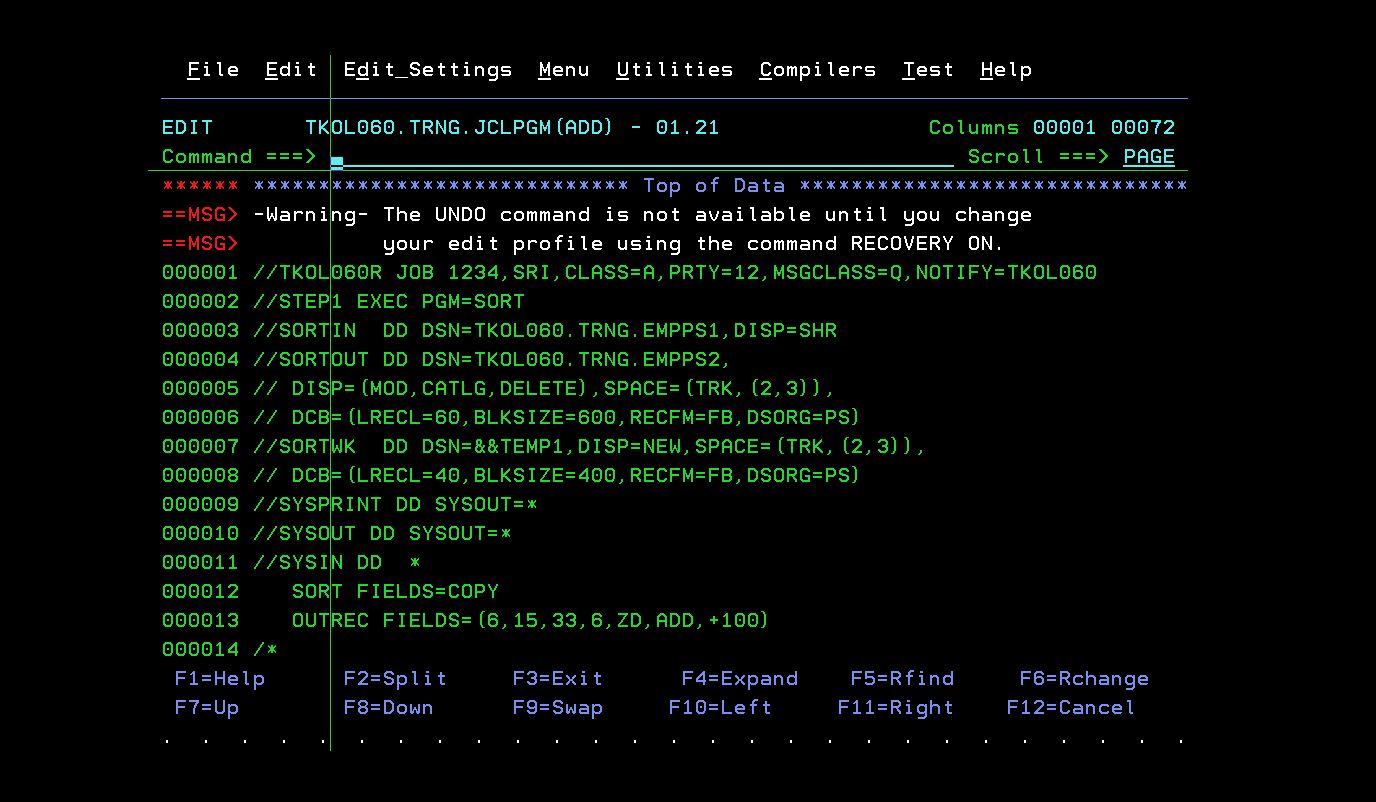 File  Edit  Edit_Settings  Menu  Utilities  Compilers  Test  Help
EDIT       TKOL060.TRNG.JCLPGM(ADD) - 01.21                Columns 00001 00072
Command ===>                                                  Scroll ===> PAGE
****** ***************************** Top of Data ******************************
==MSG> -Warning- The UNDO command is not available until you change
==MSG>           your edit profile using the command RECOVERY ON.
000001 //TKOL060R JOB 1234,SRI,CLASS=A,PRTY=12,MSGCLASS=Q,NOTIFY=TKOL060
000002 //STEP1 EXEC PGM=SORT
000003 //SORTIN  DD DSN=TKOL060.TRNG.EMPPS1,DISP=SHR
000004 //SORTOUT DD DSN=TKOL060.TRNG.EMPPS2,
000005 // DISP=(MOD,CATLG,DELETE),SPACE=(TRK,(2,3)),
000006 // DCB=(LRECL=60,BLKSIZE=600,RECFM=FB,DSORG=PS)
000007 //SORTWK  DD DSN=&&TEMP1,DISP=NEW,SPACE=(TRK,(2,3)),
000008 // DCB=(LRECL=40,BLKSIZE=400,RECFM=FB,DSORG=PS)
000009 //SYSPRINT DD SYSOUT=*
000010 //SYSOUT DD SYSOUT=*
000011 //SYSIN DD  *
000012    SORT FIELDS=COPY
000013    OUTREC FIELDS=(6,15,33,6,ZD,ADD,+100)
000014 /*
F1=Help      F2=Split     F3=Exit      F4=Expand    F5=Rfind     F6=Rchange
F7=Up        F8=Down      F9=Swap     F10=Left     F11=Right    F12=Cancel
. . . . . . . . . . . . . . . . . . . . . . . . . . .